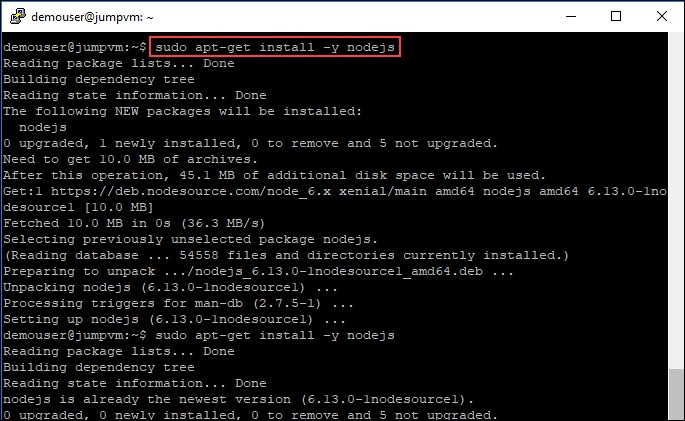 demouser@jumpvm: ~
demouser@jumpvm:~$ sudo apt-get install -y nodejs
Reading package lists... Done
Building dependency tree
Reading state information... Done
The following NEW packages will be installed:
  nodejs
0 upgraded, 1 newly installed, 0 to remove and 5 not upgraded.
Need to get 10.0 MB of archives.
After this operation, 45.1 MB of additional disk space will be used.
Get:1 https://deb.nodesource.com/node_6.x xenial/main amd64 nodejs amd64 6.13.0-1no
desource1 [10.0 MB]
Fetched 10.0 MB in 0s (36.3 MB/s)
Selecting previously unselected package nodejs.
(Reading database ... 54558 files and directories currently installed.)
Preparing to unpack .../nodejs_6.13.0-1nodesource1_amd64.deb ...
Unpacking nodejs (6.13.0-1nodesource1) ...
Processing triggers for man-db (2.7.5-1) ...
Setting up nodejs (6.13.0-1nodesource1) ...
demouser@jumpvm:~$ sudo apt-get install -y nodejs
Reading package lists... Done
Building dependency tree
Reading state information... Done
nodejs is already the newest version (6.13.0-1nodesource1).
0 upgraded, 0 newly installed, 0 to remove and 5 not upgraded.